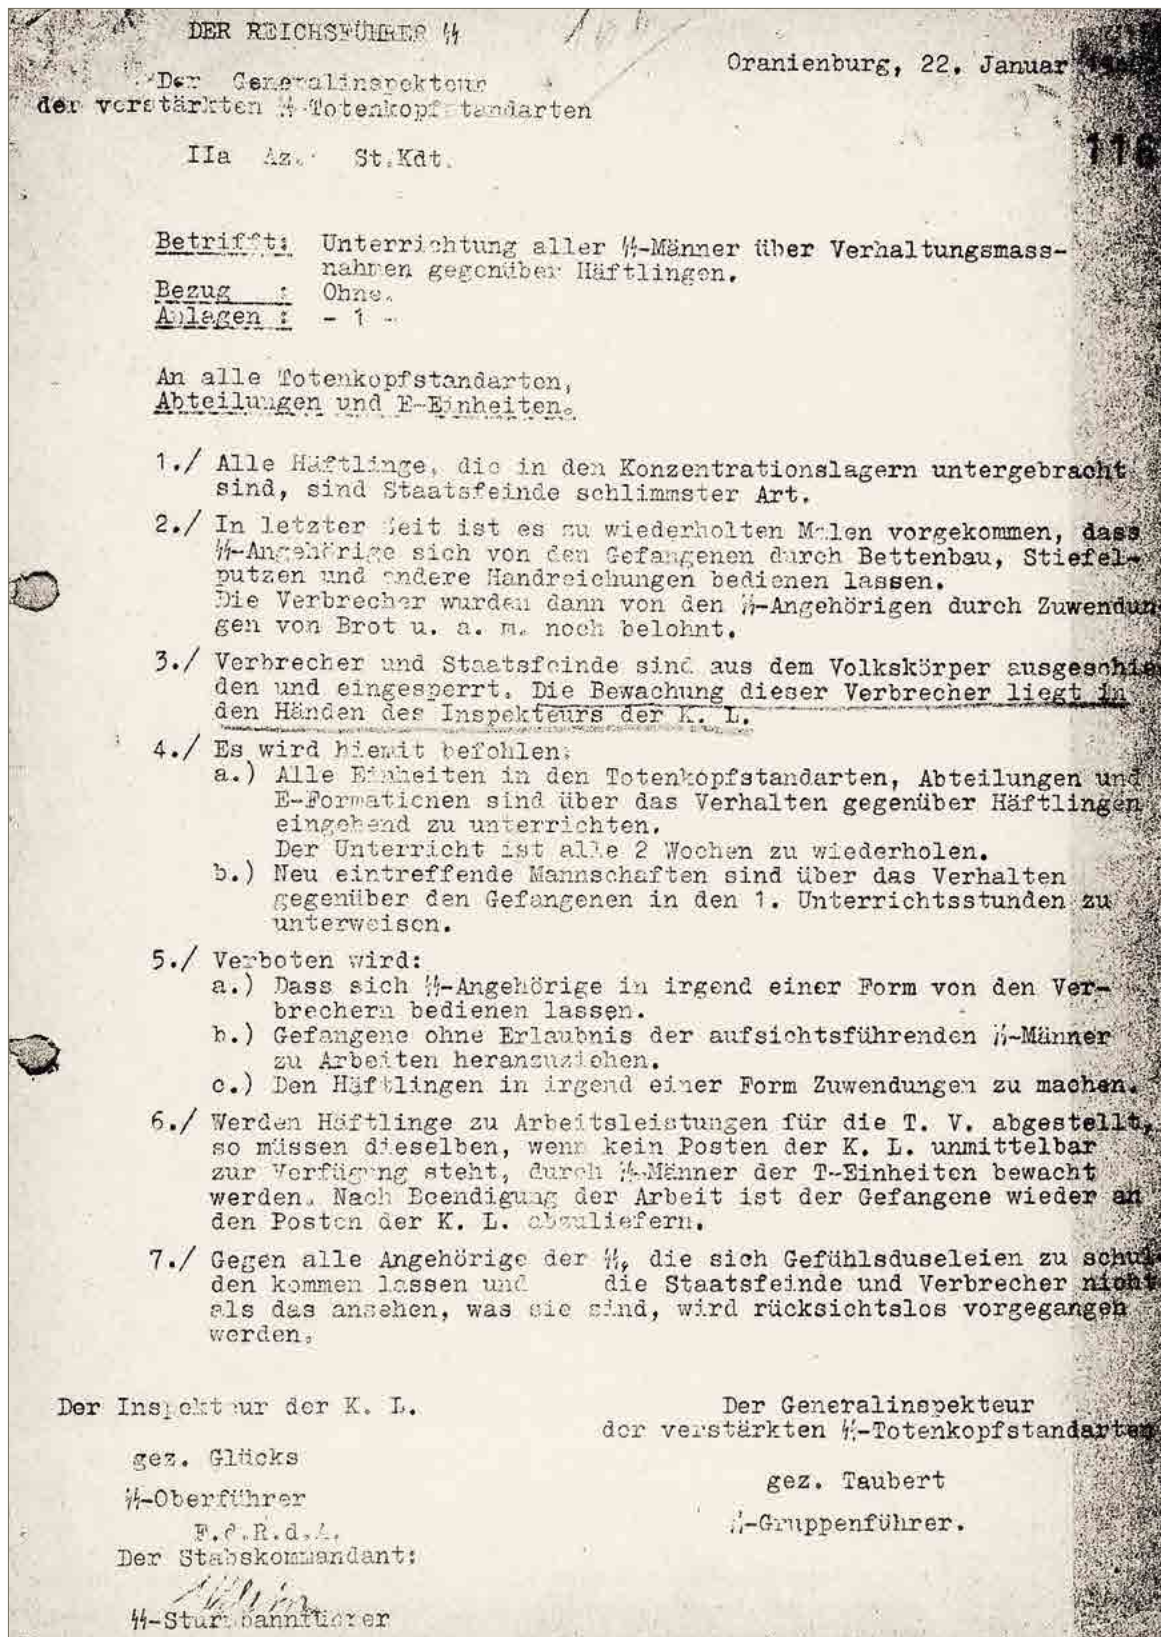 DER REICHSFÜHRER SS
Oranienburg, 22. Januar
Der Generalinspekteur
der verstärkten SS-Totenkopfstandarten
116
IIa Az. St.Kdt.
Betrifft: Unterrichtung aller SS-Männer über Verhaltungsmass-
nahmen gegenüber Häftlingen.
Bezug : Ohne.
Anlagen : - 1 -
An alle Totenkopfstandarten,
Abteilungen und E-Einheiten.
1./ Alle Häftlinge, die in den Konzentrationslagern untergebracht
sind, sind Staatsfeinde schlimmster Art.
2./ In letzter Zeit ist es zu wiederholten Malen vorgekommen, dass
SS-Angehörige sich von den Gefangenen durch Bettenbau, Stiefel-
putzen und andere Handreichungen bedienen lassen.
Die Verbrecher wurden dann von den SS-Angehörigen durch Zuwendun
gen von Brot u. a. m. noch belohnt.
3./ Verbrecher und Staatsfeinde sind aus dem Volkskörper ausgeschie
den und eingesperrt. Die Bewachung dieser Verbrecher liegt in
den Händen des Inspekteurs der K. L.
4./ Es wird hiemit befohlen:
a.) Alle Einheiten in den Totenkopfstandarten, Abteilungen und
E-Formationen sind über das Verhalten gegenüber Häftlingen
eingehend zu unterrichten.
Der Unterricht ist alle 2 Wochen zu wiederholen.
b.) Neu eintreffende Mannschaften sind über das Verhalten
gegenüber den Gefangenen in den 1. Unterrichtsstunden zu
unterweisen.
5./ Verboten wird:
a.) Dass sich SS-Angehörige in irgend einer Form von den Ver-
brechern bedienen lassen.
b.) Gefangene ohne Erlaubnis der aufsichtsführenden SS-Männer
zu Arbeiten heranzuziehen.
c.) Den Häftlingen in irgend einer Form Zuwendungen zu machen.
6./ Werden Häftlinge zu Arbeitsleistungen für die T. V. abgestellt,
so müssen dieselben, wenn kein Posten der K. L. unmittelbar
zur Verfügung steht, durch SS-Männer der T-Einheiten bewacht
werden. Nach Beendigung der Arbeit ist der Gefangene wieder an
den Posten der K. L. abzuliefern.
7./ Gegen alle Angehörige der SS, die sich Gefühlsduseleien zu schul
den kommen lassen und die Staatsfeinde und Verbrecher nicht
als das ansehen, was sie sind, wird rücksichtslos vorgegangen
werden.
Der Inspekteur der K. L.
gez. Glücks
SS-Oberführer
F.d.R.d.A.
Der Stabskommandant:
SS-Sturmbannführer
Der Generalinspekteur
der verstärkten SS-Totenkopfstandarten
gez. Taubert
SS-Gruppenführer.